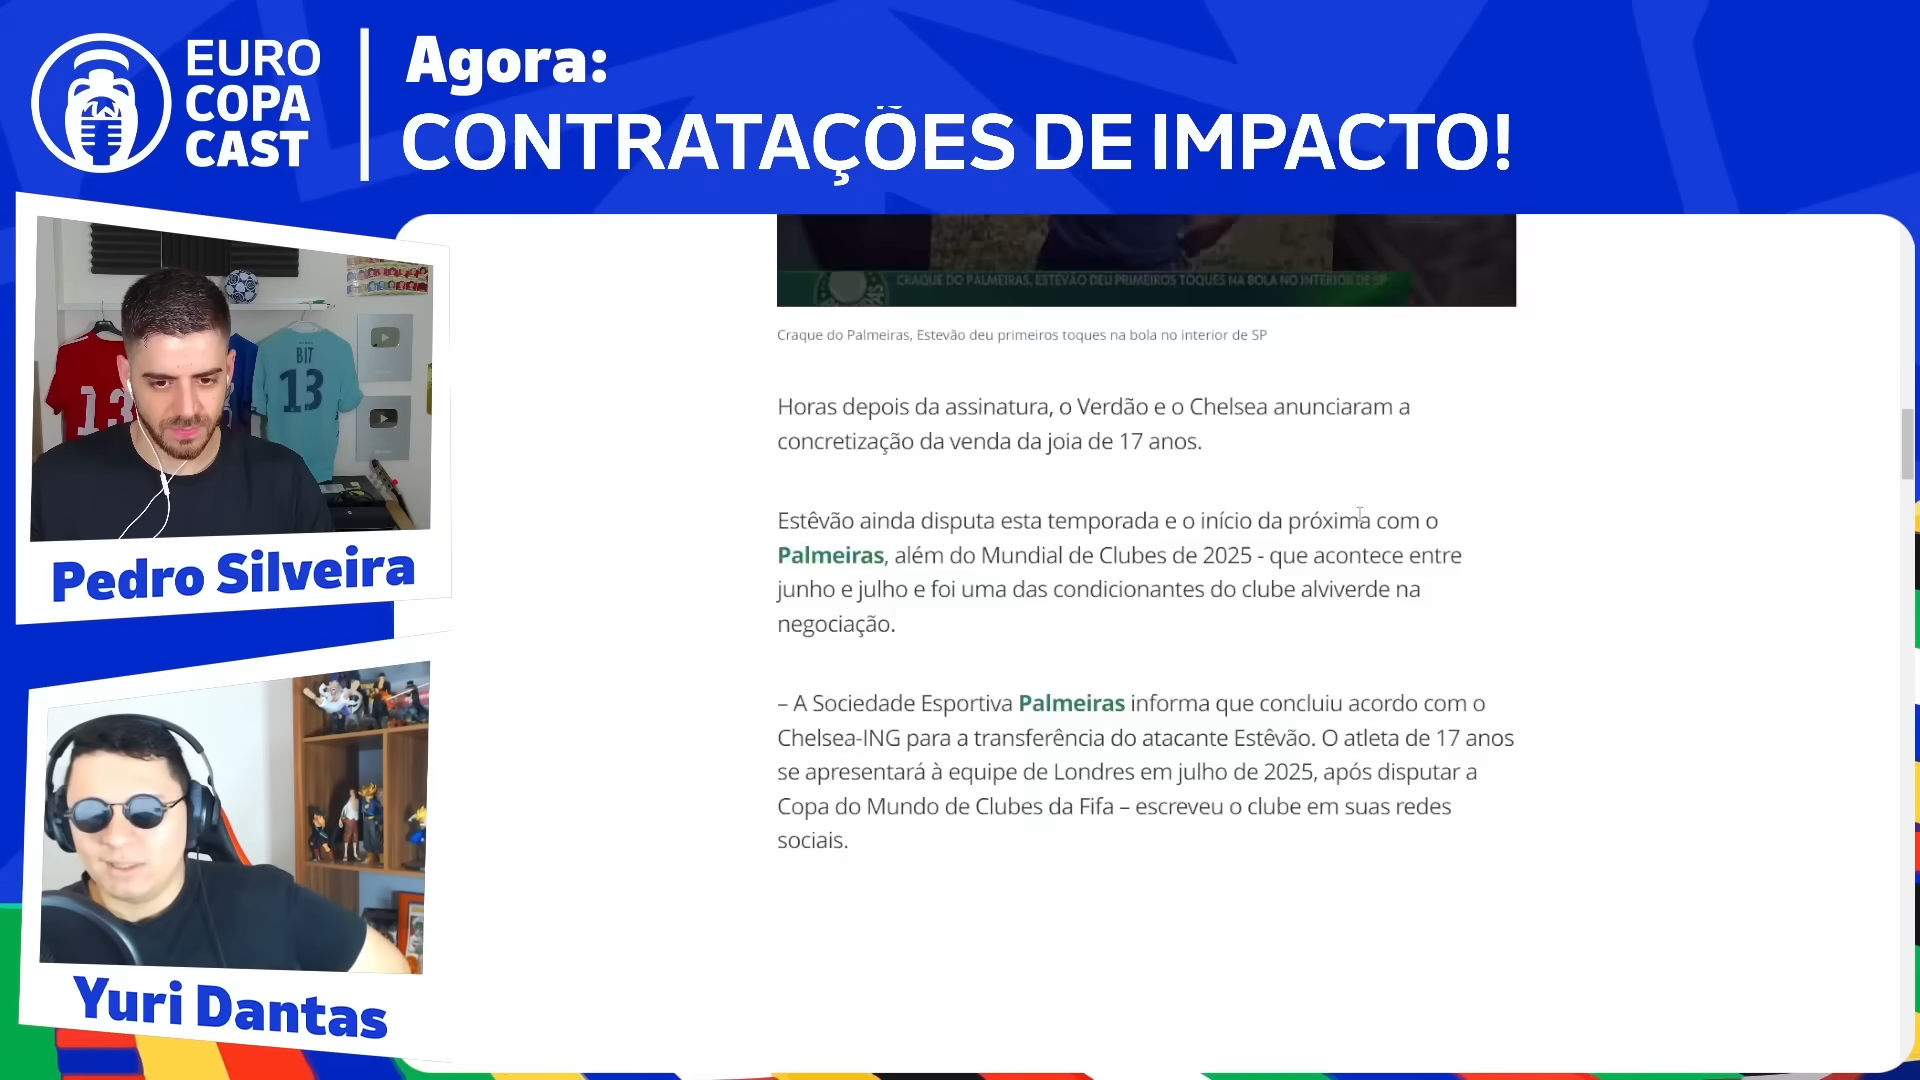 EURO
COPA
CAST
Agora:
CONTRATAÇÕES DE IMPACTO!
BIT
13
13
Pedro Silveira
Yuri Dantas
CRAQUE DO PALMEIRAS, ESTEVÃO DEU PRIMEIROS TOQUES NA BOLA NO INTERIOR DE SP
Craque do Palmeiras, Estevão deu primeiros toques na bola no interior de SP
Horas depois da assinatura, o Verdão e o Chelsea anunciaram a
concretização da venda da joia de 17 anos.
Estêvão ainda disputa esta temporada e o início da próxima com o
Palmeiras, além do Mundial de Clubes de 2025 - que acontece entre
junho e julho e foi uma das condicionantes do clube alviverde na
negociação.
– A Sociedade Esportiva Palmeiras informa que concluiu acordo com o
Chelsea-ING para a transferência do atacante Estêvão. O atleta de 17 anos
se apresentará à equipe de Londres em julho de 2025, após disputar a
Copa do Mundo de Clubes da Fifa – escreveu o clube em suas redes
sociais.